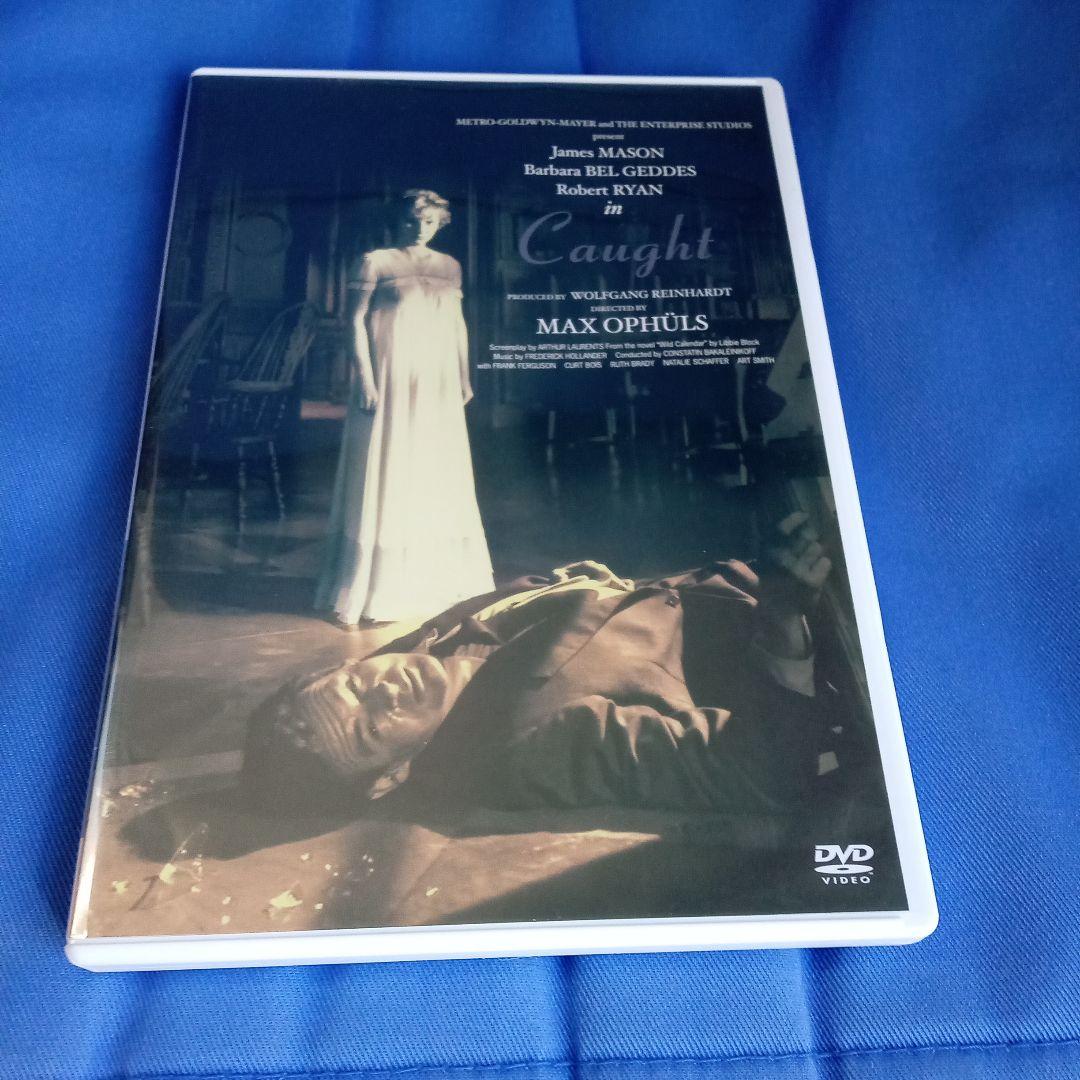 METRO-GOLDWYN-MAYER and THE ENTERPRISE STUDIOS
present
James MASON
Barbara BEL GEDDES
Robert RYAN
in
Caught
PRODUCED BY WOLFGANG REINHARDT
DIRECTED BY
MAX OPHÜLS
Screenplay by ARTHUR LAURENTS From the novel "Wild Calendar" by Libbie Block
Music by FREDERICK HOLLANDER Conducted by CONSTATIN BAKALEINIKOFF
with FRANK FERGUSON CURT BOIS RUTH BRADY NATALIE SCHAFFER ART SMITH
DVD
VIDEO